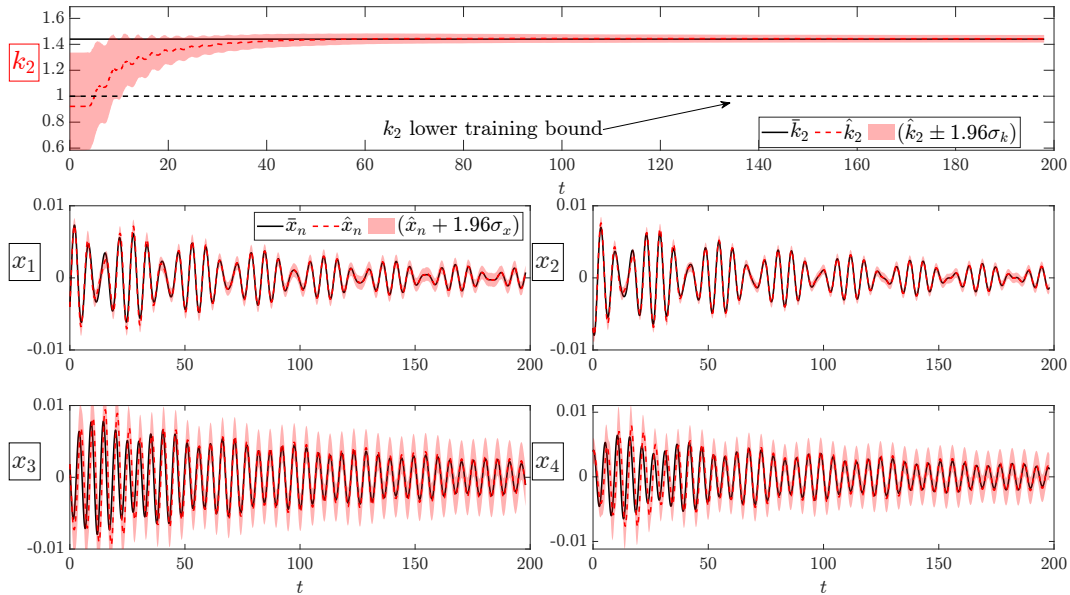 1.6
1.4
1.2
1
0.8
0.6
k₂
k₂ lower training bound
k̄₂ k̂₂ (k̂₂ ± 1.96σₖ)
0 20 40 60 80 100 120 140 160 180 200
t
0.01 0.01
x̄ₙ x̂ₙ (x̂ₙ + 1.96σₓ)
x₁ 0 x₂ 0
-0.01 -0.01
0 50 100 150 200 0 50 100 150 200
0.01 0.01
x₃ 0 x₄ 0
-0.01 -0.01
0 50 100 150 200 0 50 100 150 200
t t